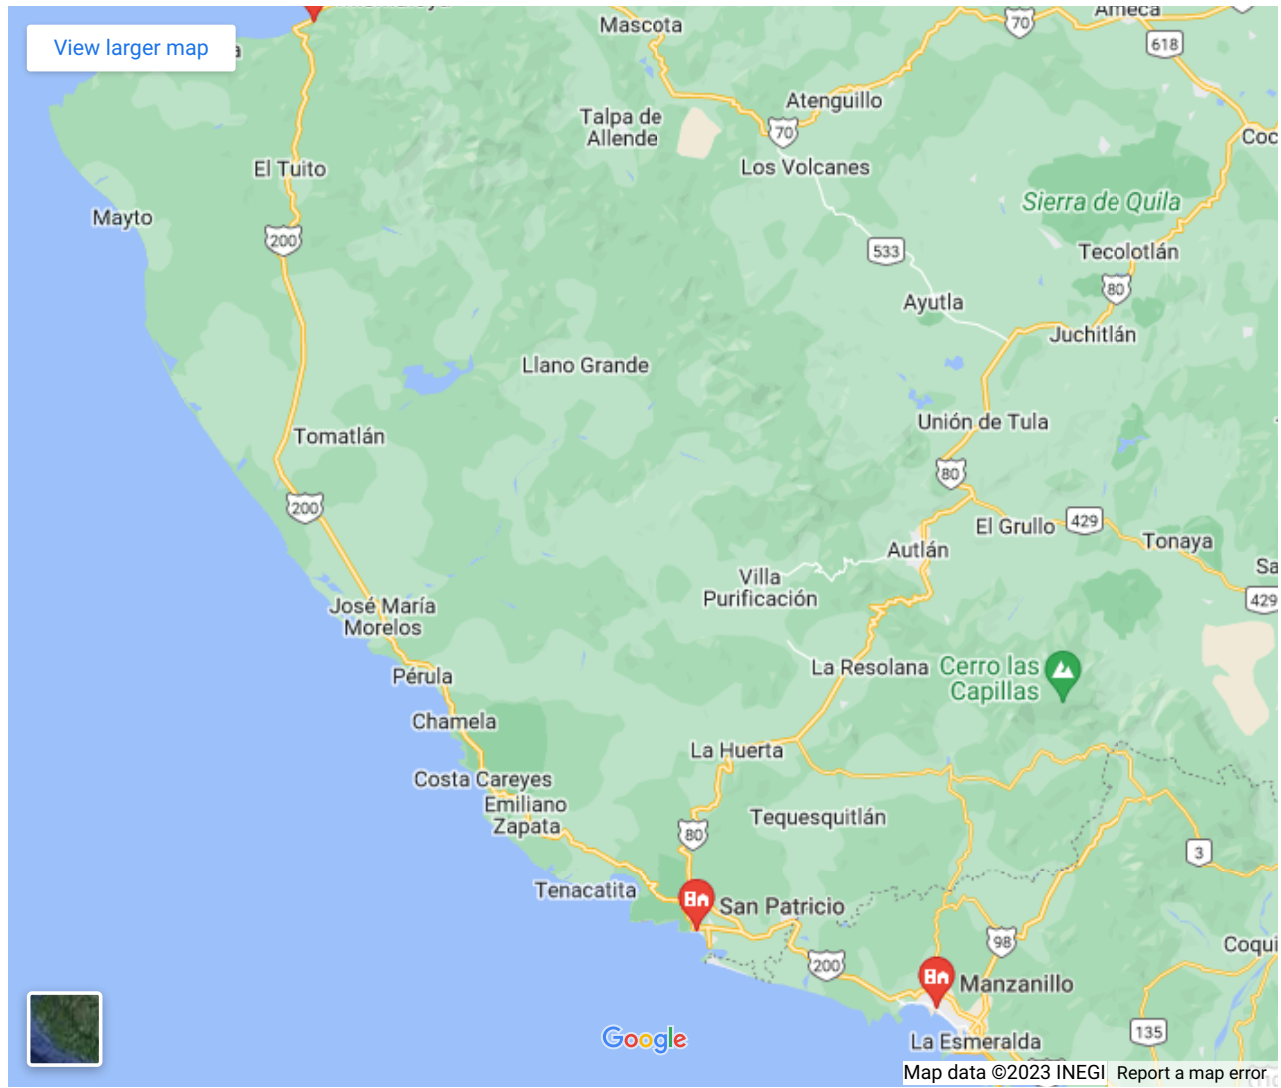 View larger map
Mascota
70
Ameca
618
Atenguillo
Talpa de
Allende
70
Coc
El Tuito
Los Volcanes
Sierra de Quila
Mayto
200
533
Tecolotlán
80
Ayutla
Juchitlán
Llano Grande
Unión de Tula
Tomatlán
80
200
El Grullo
429
Autlán
Tonaya
Villa
Purificación
Sa
429
José María
Morelos
La Resolana
Cerro las
Capillas
Pérula
Chamela
La Huerta
Costa Careyes
Emiliano
Zapata
Tequesquitlán
80
3
Tenacatita
San Patricio
98
Coqui
200
Manzanillo
135
La Esmeralda
Google
Map data ©2023 INEGI
Report a map error